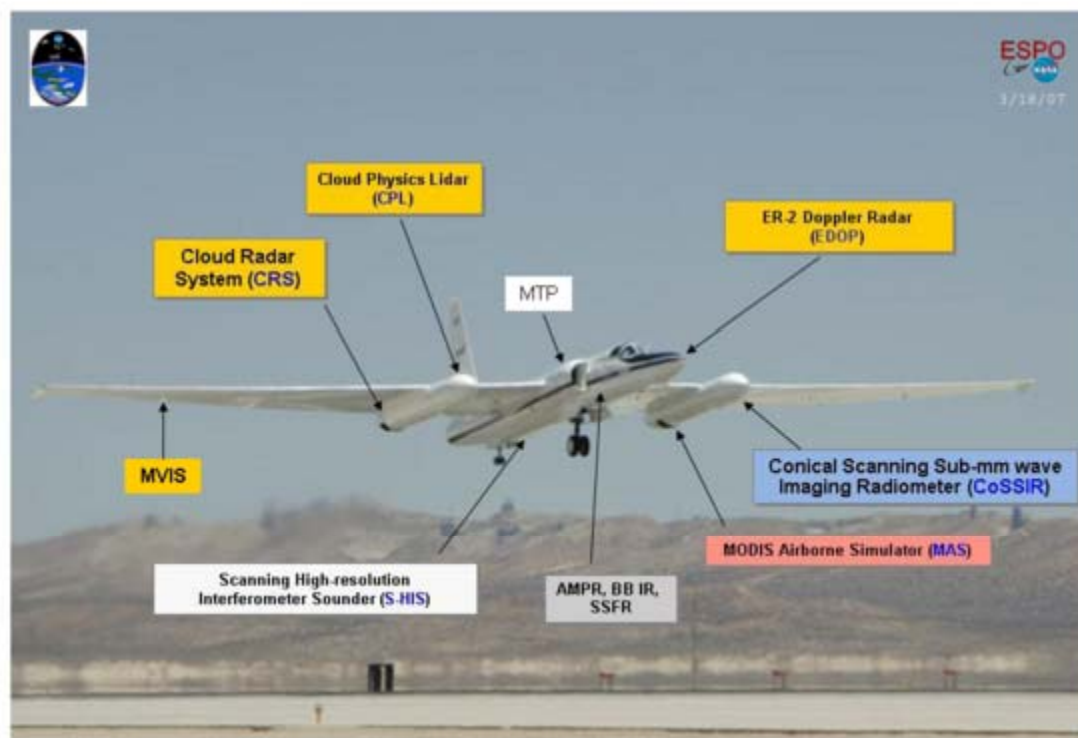 ESPO
NASA
3/18/07
Cloud Physics Lidar
(CPL)
ER-2 Doppler Radar
(EDOP)
Cloud Radar
System (CRS)
MTP
MVIS
Conical Scanning Sub-mm wave
Imaging Radiometer (CoSSIR)
MODIS Airborne Simulator (MAS)
Scanning High-resolution
Interferometer Sounder (S-HIS)
AMPR, BB IR,
SSFR